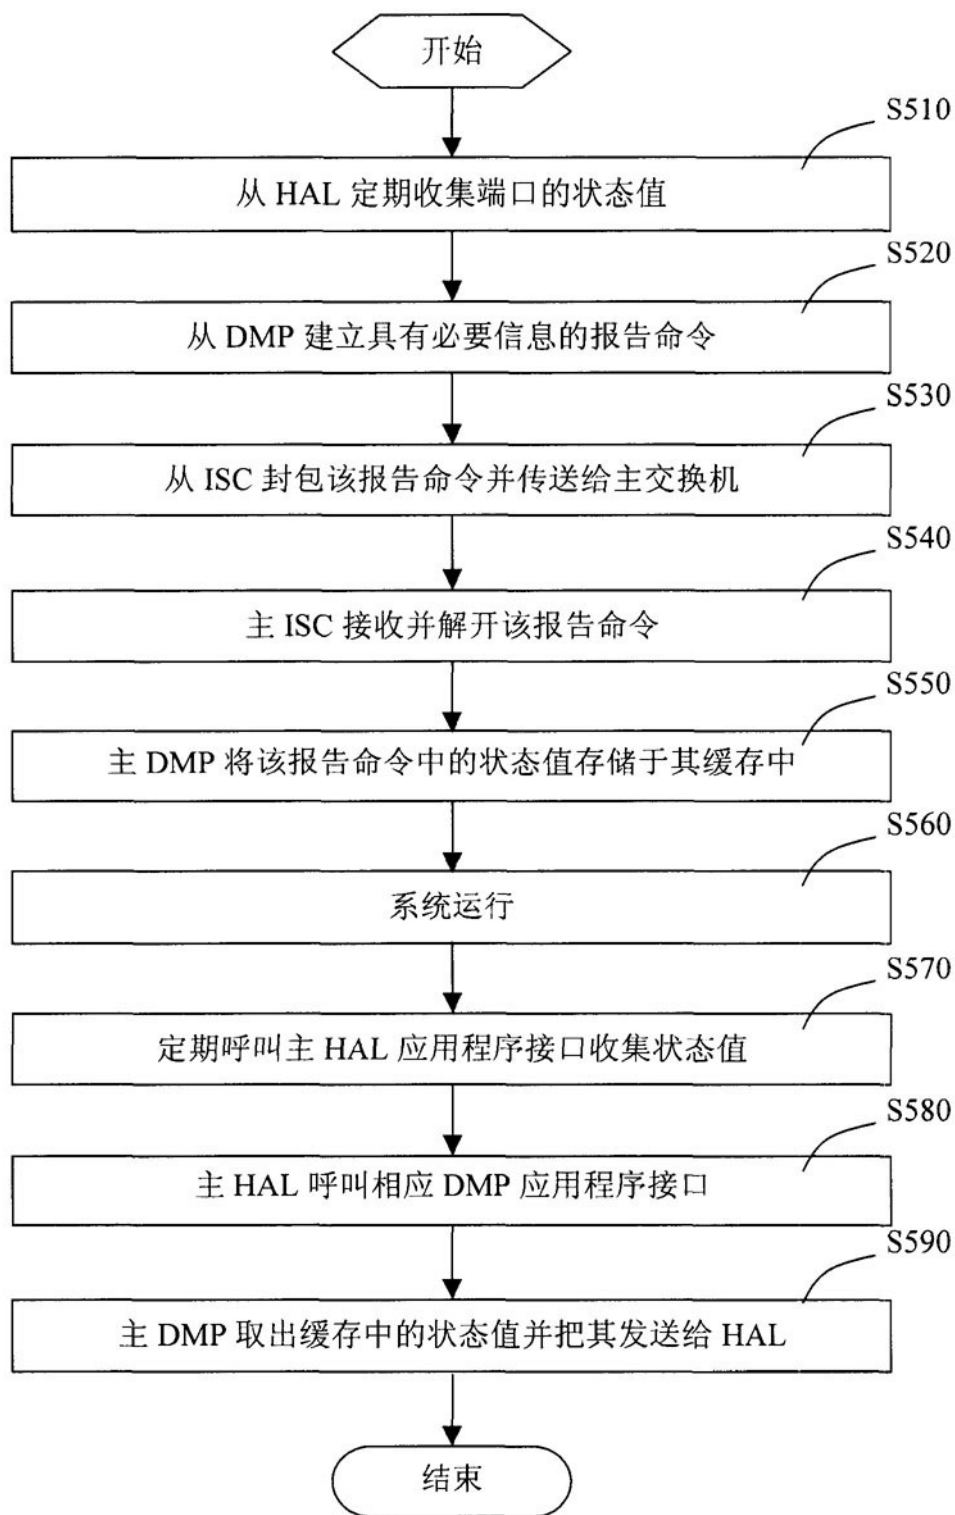 开始
S510
从 HAL 定期收集端口的状态值
S520
从 DMP 建立具有必要信息的报告命令
S530
从 ISC 封包该报告命令并传送给主交换机
S540
主 ISC 接收并解开该报告命令
S550
主 DMP 将该报告命令中的状态值存储于其缓存中
S560
系统运行
S570
定期呼叫主 HAL 应用程序接口收集状态值
S580
主 HAL 呼叫相应 DMP 应用程序接口
S590
主 DMP 取出缓存中的状态值并把其发送给 HAL
结束